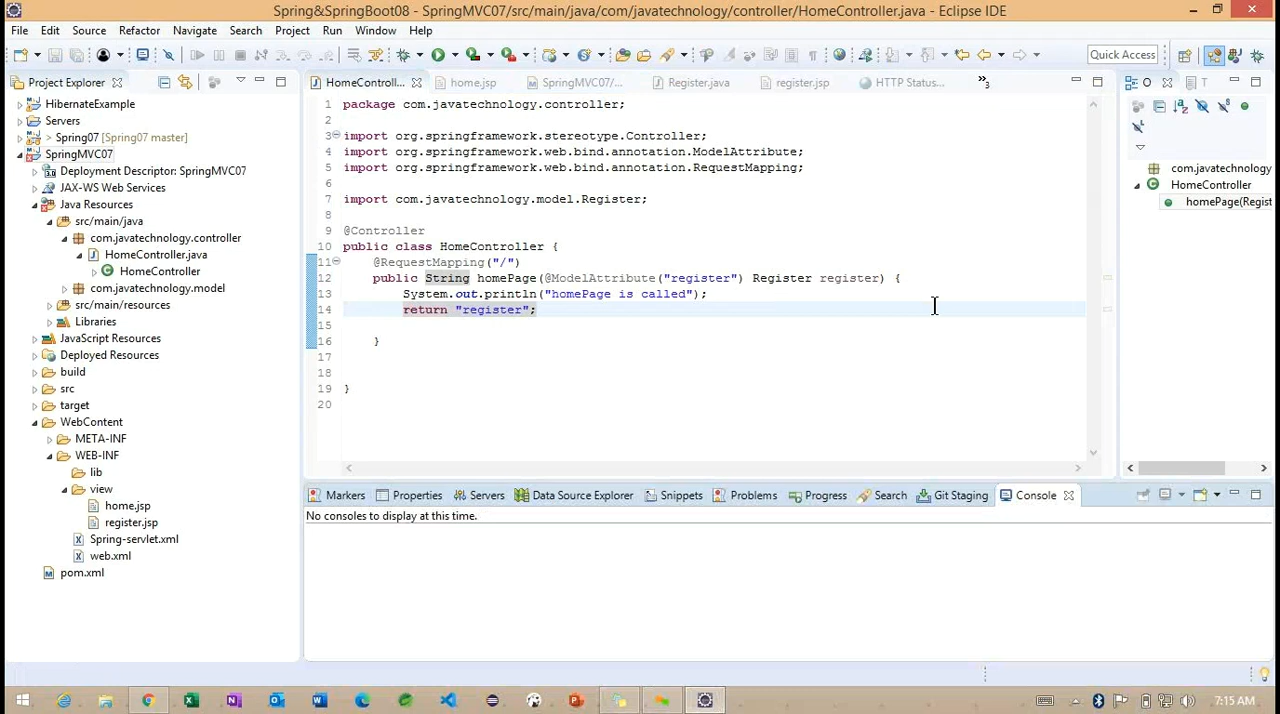 Spring&SpringBoot08 - SpringMVC07/src/main/java/com/javatechnology/controller/HomeController.java - Eclipse IDE
File Edit Source Refactor Navigate Search Project Run Window Help
Quick Access
Project Explorer
HomeControll...
home.jsp
SpringMVC07/...
Register.java
register.jsp
HTTP Status...
»3
O
T
HibernateExample
Servers
> Spring07 [Spring07 master]
SpringMVC07
Deployment Descriptor: SpringMVC07
JAX-WS Web Services
Java Resources
src/main/java
com.javatechnology.controller
HomeController.java
HomeController
com.javatechnology.model
src/main/resources
Libraries
JavaScript Resources
Deployed Resources
build
src
target
WebContent
META-INF
WEB-INF
lib
view
home.jsp
register.jsp
Spring-servlet.xml
web.xml
pom.xml
1 package com.javatechnology.controller;
2
3 import org.springframework.stereotype.Controller;
4 import org.springframework.web.bind.annotation.ModelAttribute;
5 import org.springframework.web.bind.annotation.RequestMapping;
6
7 import com.javatechnology.model.Register;
8
9 @Controller
10 public class HomeController {
11 @RequestMapping("/")
12 public String homePage(@ModelAttribute("register") Register register) {
13 System.out.println("homePage is called");
14 return "register";
15
16 }
17
18
19 }
20
com.javatechnology
HomeController
homePage(Regist
Markers Properties Servers Data Source Explorer Snippets Problems Progress Search Git Staging Console
No consoles to display at this time.
7:15 AM